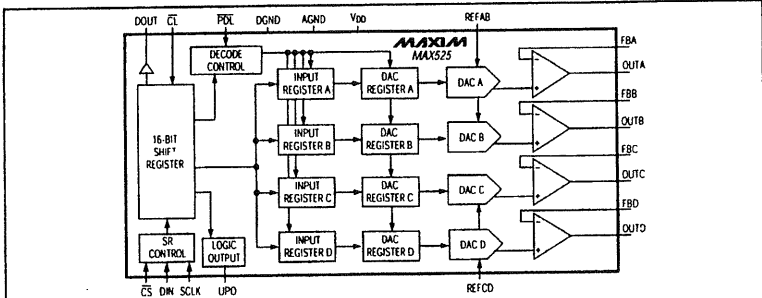 DOUT CL PDL DGND AGND VDD REFAB
MAXIM
MAX525
FBA
OUTA
FBB
OUTB
FBC
OUTC
FBD
OUTD
DECODE
CONTROL
16-BIT
SHIFT
REGISTER
INPUT
REGISTER A
DAC
REGISTER A
DAC A
INPUT
REGISTER B
DAC
REGISTER B
DAC B
INPUT
REGISTER C
DAC
REGISTER C
DAC C
INPUT
REGISTER D
DAC
REGISTER D
DAC D
SR
CONTROL
LOGIC
OUTPUT
CS DIN SCLK UPO REFCD